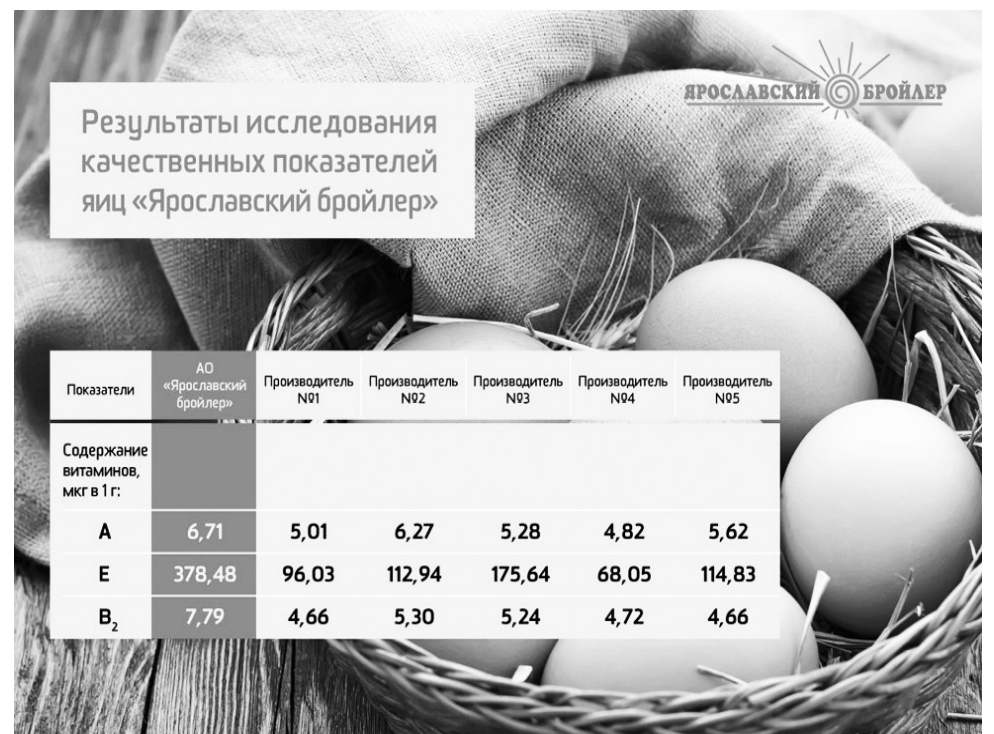 ЯРОСЛАВСКИЙ БРОЙЛЕР
Результаты исследования
качественных показателей
яиц «Ярославский бройлер»
Показатели АО «Ярославский бройлер» Производитель №1 Производитель №2 Производитель №3 Производитель №4 Производитель №5
Содержание
витаминов,
мкг в 1 г:
А 6,71 5,01 6,27 5,28 4,82 5,62
Е 378,48 96,03 112,94 175,64 68,05 114,83
В₂ 7,79 4,66 5,30 5,24 4,72 4,66